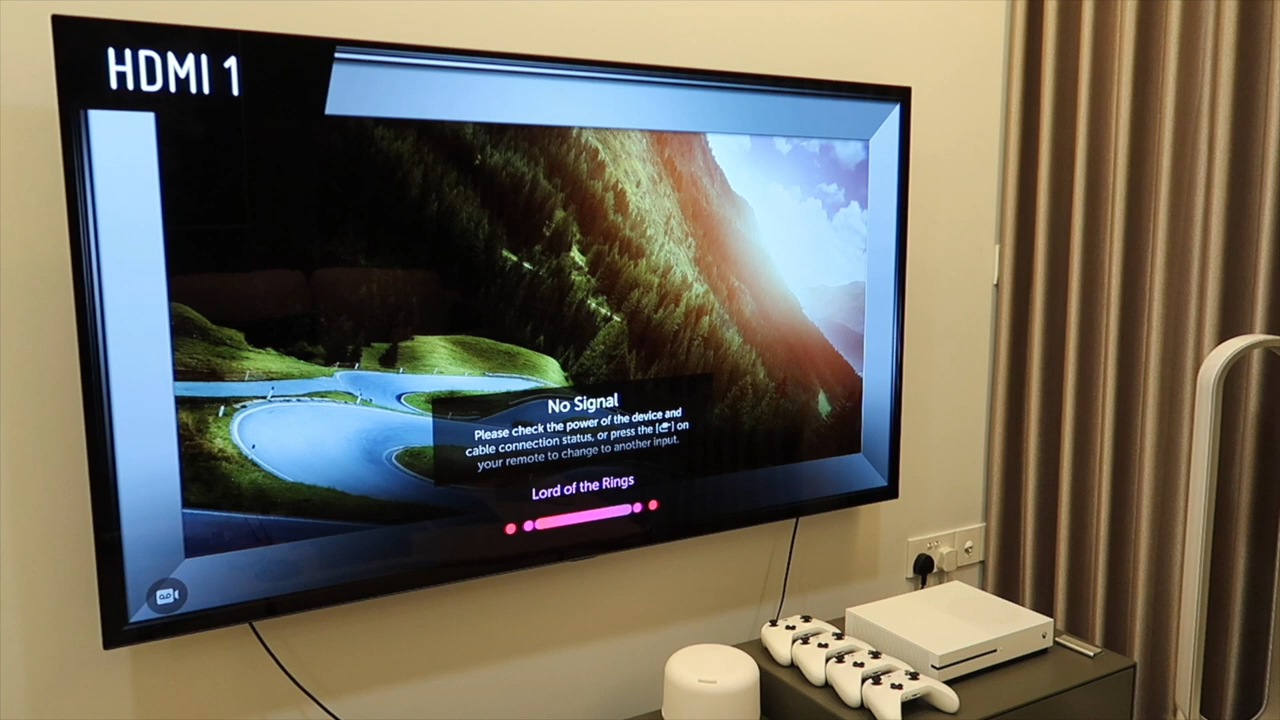 HDMI 1
No Signal
Please check the power of the device and
cable connection status, or press the [ ] on
your remote to change to another input.
Lord of the Rings